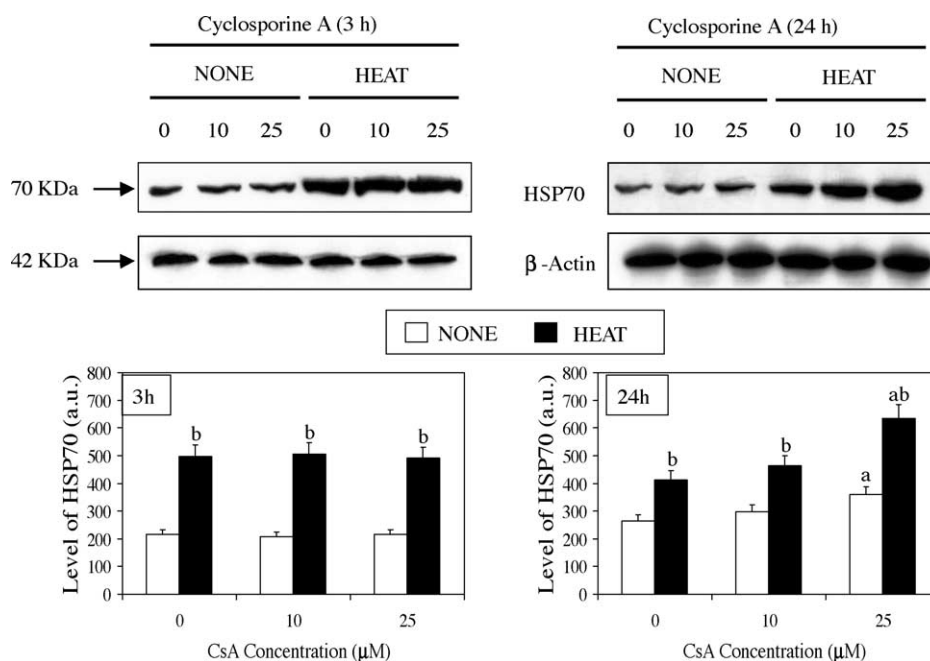 Cyclosporine A (3 h)
NONE HEAT
0 10 25 0 10 25
70 KDa
42 KDa
Cyclosporine A (24 h)
NONE HEAT
0 10 25 0 10 25
HSP70
β -Actin
NONE HEAT
3h
Level of HSP70 (a.u.)
800
700
600
500
400
300
200
100
0
b b b
0 10 25
CsA Concentration (μM)
24h
Level of HSP70 (a.u.)
800
700
600
500
400
300
200
100
0
b b a ab
0 10 25
CsA Concentration (μM)